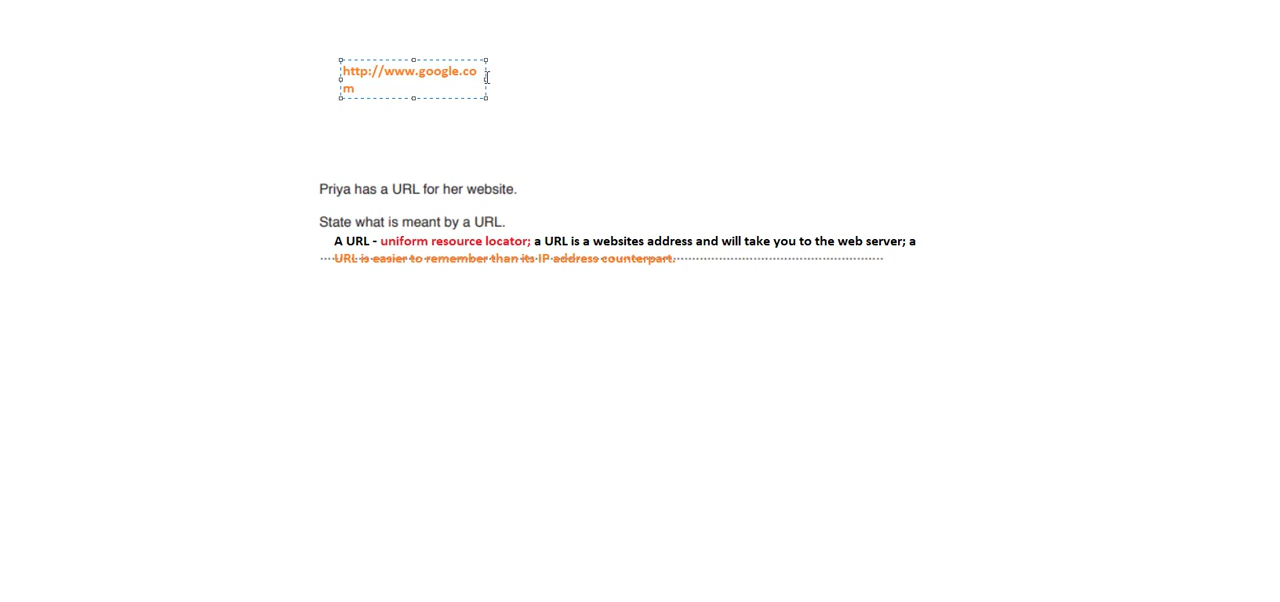 http://www.google.co
m
Priya has a URL for her website.
State what is meant by a URL.
A URL - uniform resource locator; a URL is a websites address and will take you to the web server; a
URL is easier to remember than its IP address counterpart.